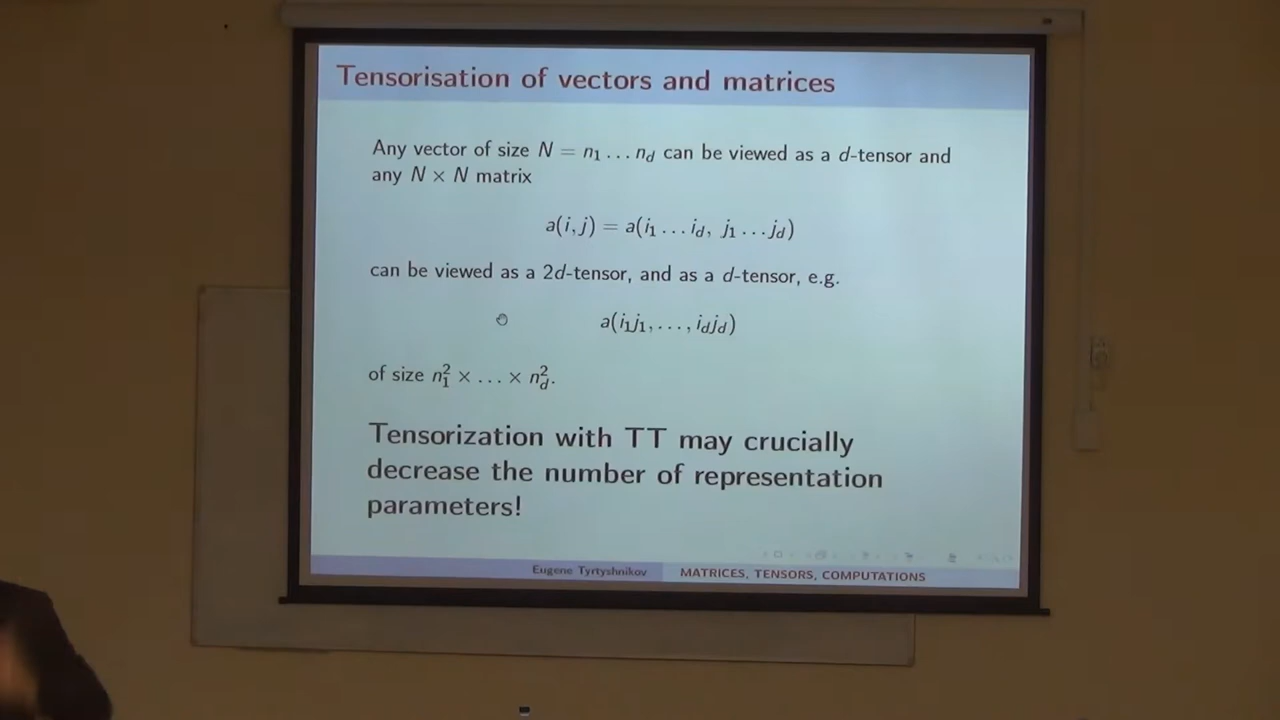 Tensorisation of vectors and matrices
Any vector of size N = n₁ … n_d can be viewed as a d-tensor and
any N × N matrix
a(i,j) = a(i₁ … i_d, j₁ … j_d)
can be viewed as a 2d-tensor, and as a d-tensor, e.g.
a(i₁j₁, … , i_dj_d)
of size n₁² × … × n_d².
Tensorization with TT may crucially
decrease the number of representation
parameters!
Eugene Tyrtyshnikov MATRICES, TENSORS, COMPUTATIONS